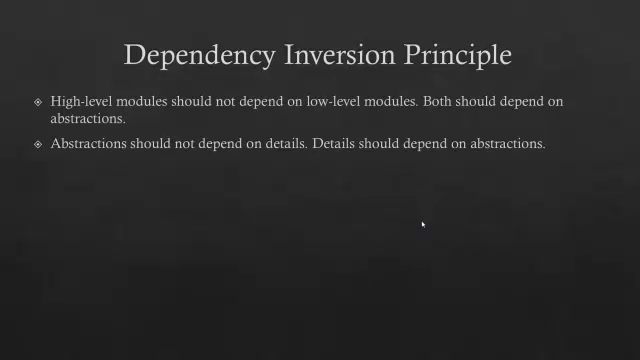 Dependency Inversion Principle
High-level modules should not depend on low-level modules. Both should depend on
abstractions.
Abstractions should not depend on details. Details should depend on abstractions.